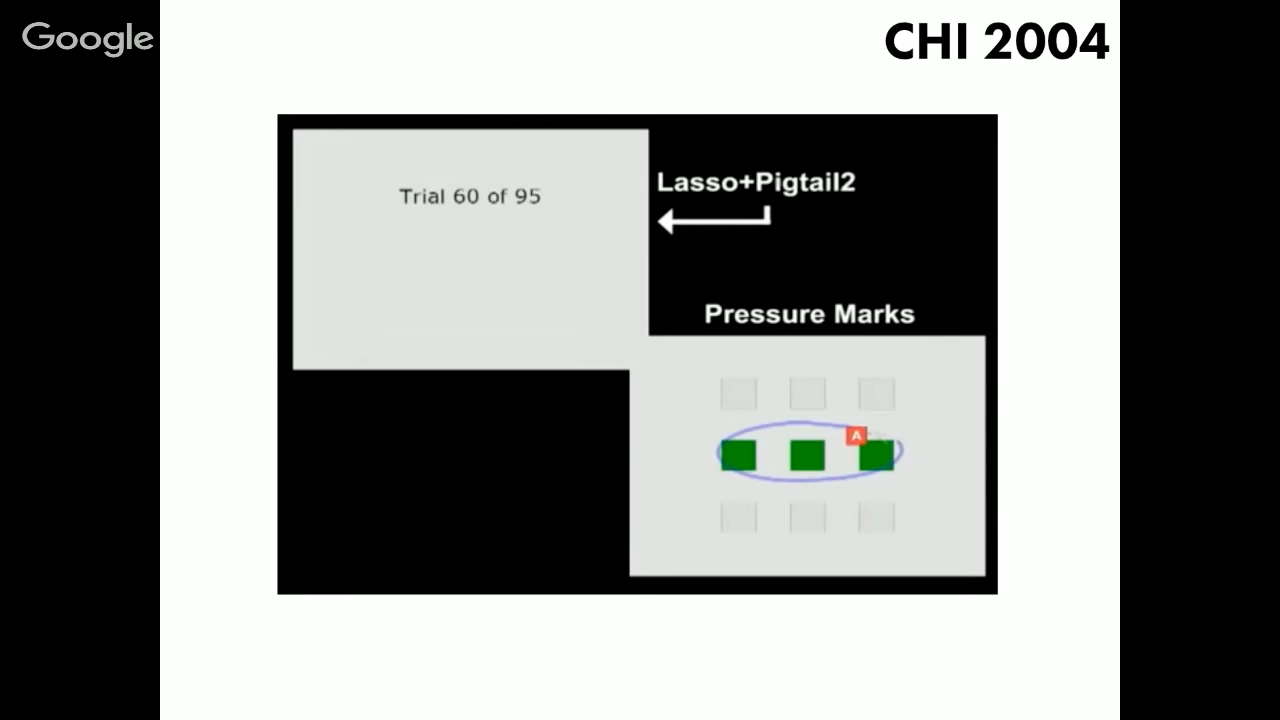 Google
CHI 2004
Trial 60 of 95
Lasso+Pigtail2
Pressure Marks
A